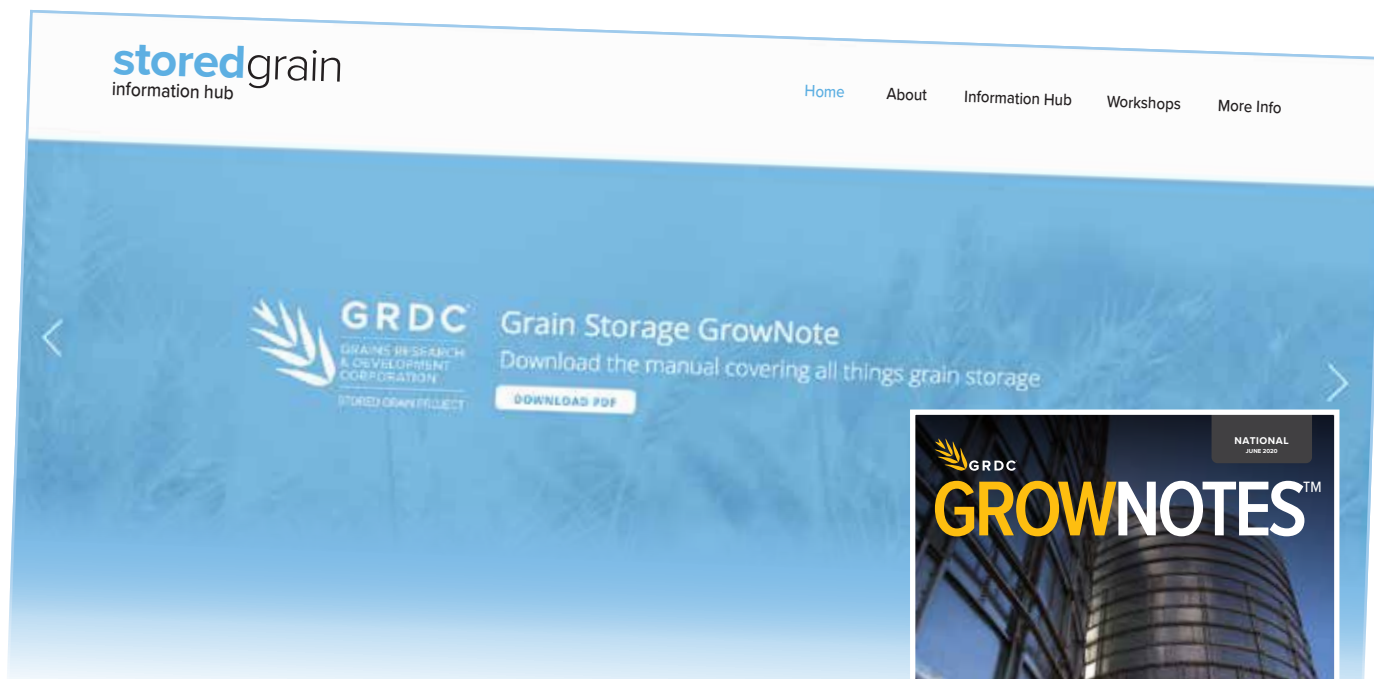 storedgrain
information hub
Home About Information Hub Workshops More Info
GRDC
GRAINS RESEARCH
& DEVELOPMENT
CORPORATION
STORED GRAIN PROJECT
Grain Storage GrowNote
Download the manual covering all things grain storage
DOWNLOAD PDF
NATIONAL
JUNE 2020
GRDC
GROWNOTES™